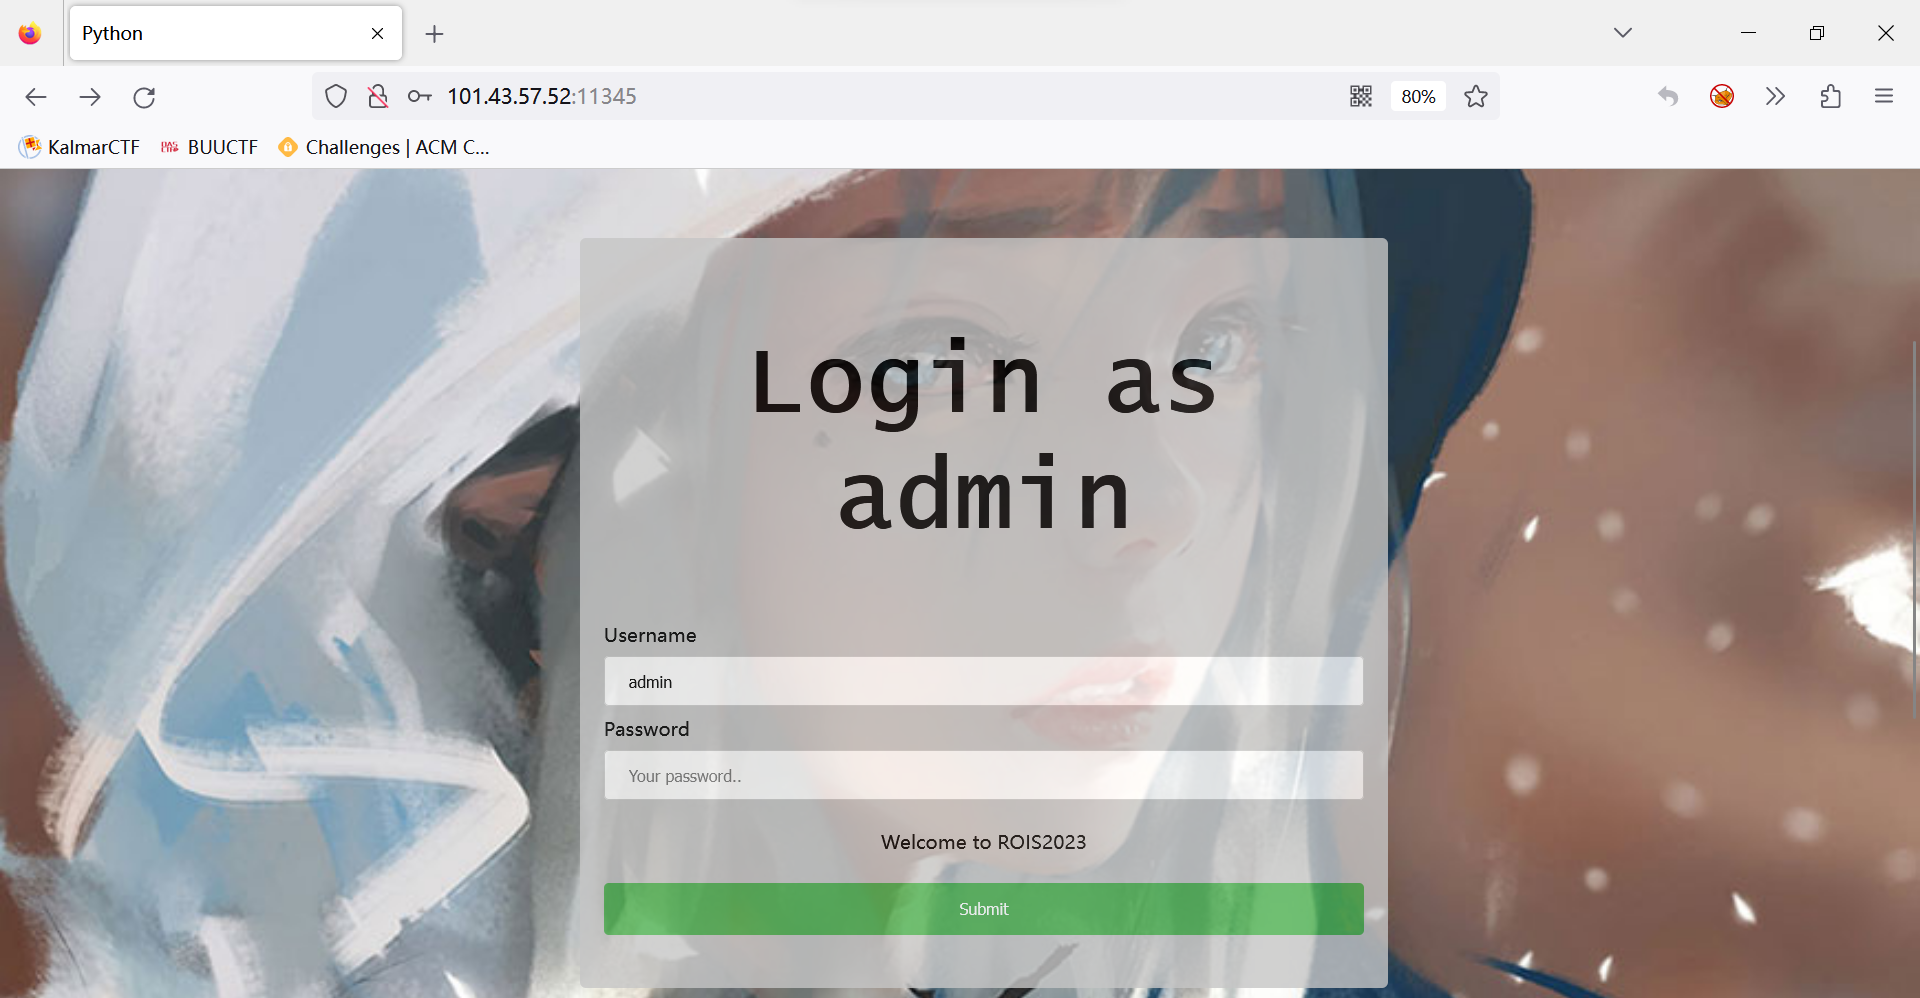 Python
101.43.57.52:11345
80%
KalmarCTF
BUUCTF
Challenges | ACM C...
Login as
admin
Username
admin
Password
Your password..
Welcome to ROIS2023
Submit